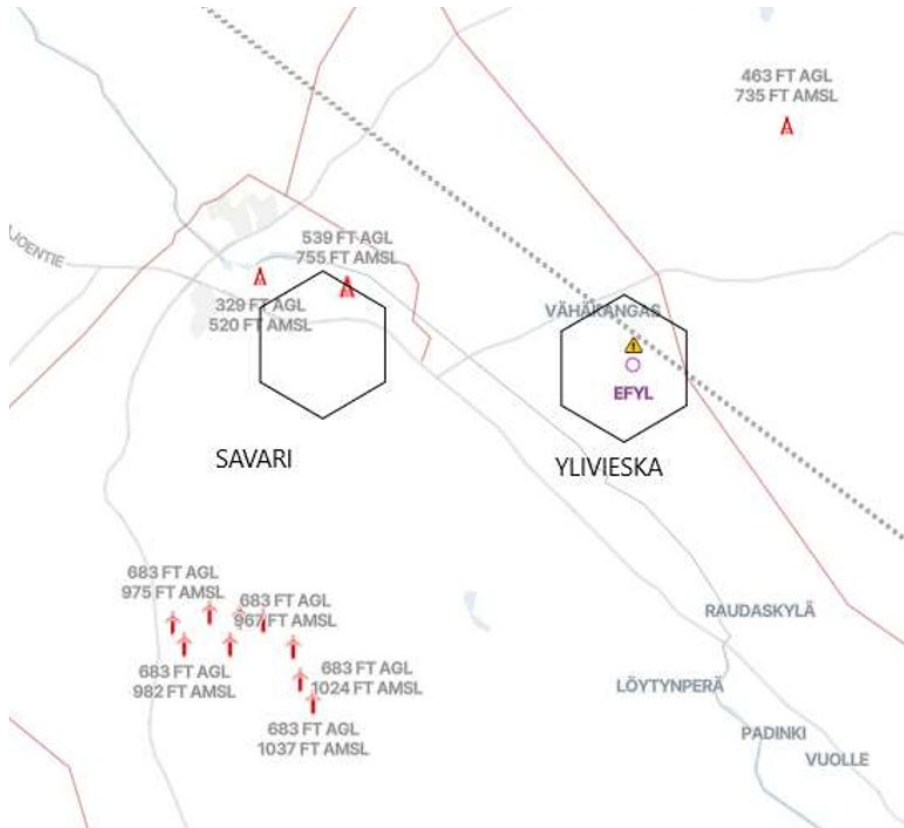 463 FT AGL
735 FT AMSL
JOENTIE
539 FT AGL
755 FT AMSL
329 FT AGL
520 FT AMSL
VÄHÄKANGAS
EFYL
SAVARI
YLIVIESKA
683 FT AGL
975 FT AMSL
683 FT AGL
967 FT AMSL
683 FT AGL
982 FT AMSL
683 FT AGL
1024 FT AMSL
683 FT AGL
1037 FT AMSL
RAUDASKYLÄ
LÖYTYNPERÄ
PADINKI
VUOLLE